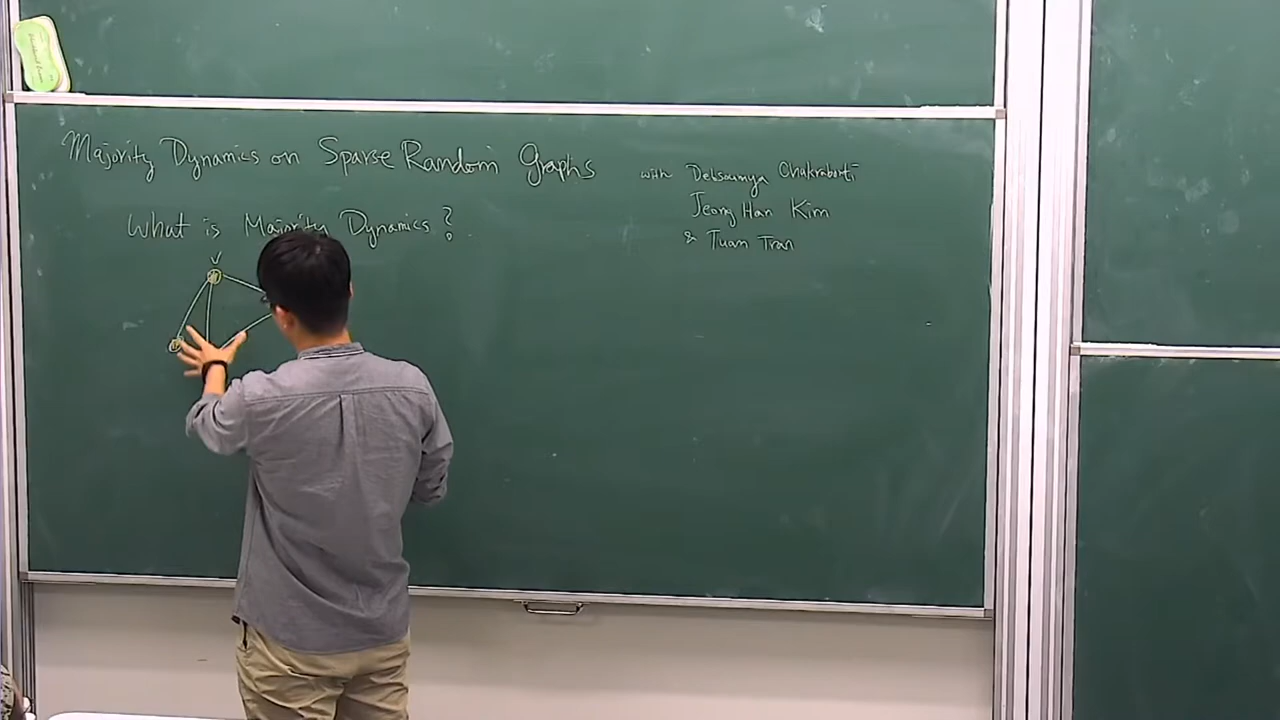 Majority Dynamics on Sparse Random Graphs
with Debsoumya Chakraborti
Jeong Han Kim
& Tuan Tran
What is Majority Dynamics?
V